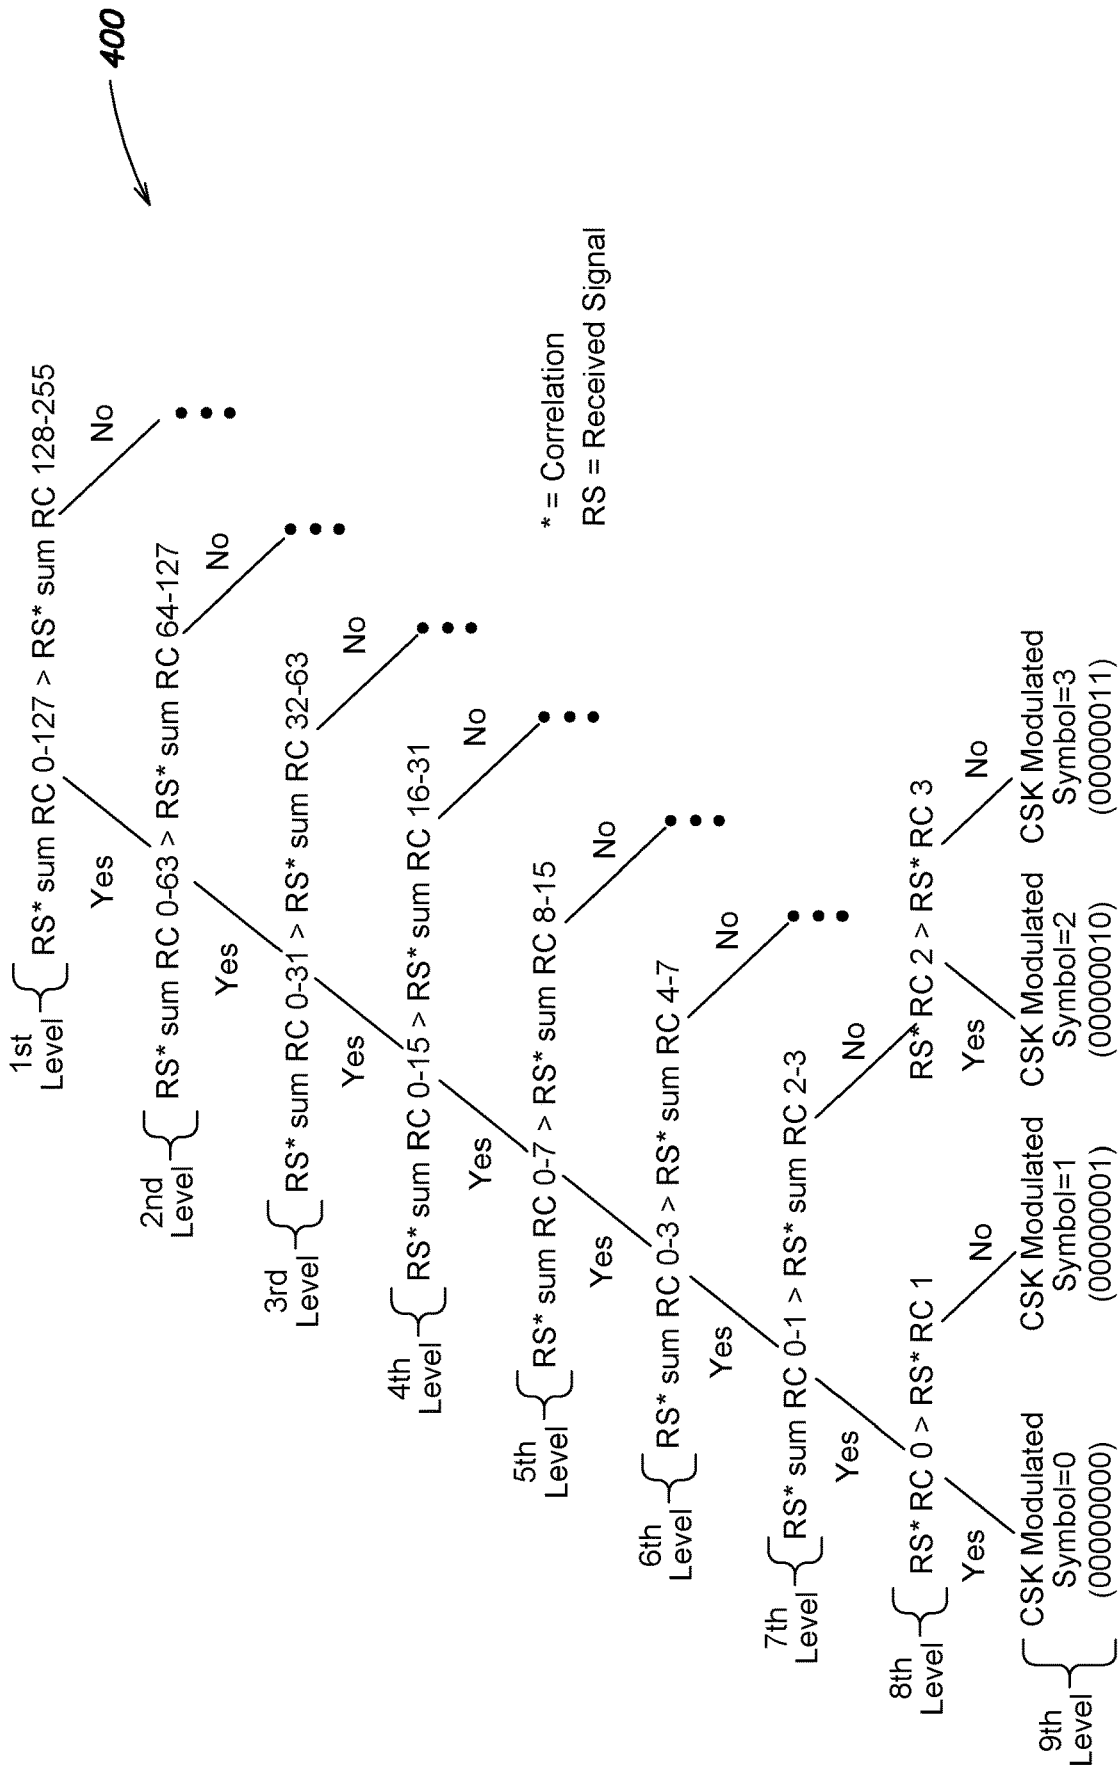 400
1st
Level
RS* sum RC 0-127 > RS* sum RC 128-255
Yes
No
2nd
Level
RS* sum RC 0-63 > RS* sum RC 64-127
Yes
No
3rd
Level
RS* sum RC 0-31 > RS* sum RC 32-63
Yes
No
4th
Level
RS* sum RC 0-15 > RS* sum RC 16-31
Yes
No
5th
Level
RS* sum RC 0-7 > RS* sum RC 8-15
Yes
No
* = Correlation
RS = Received Signal
6th
Level
RS* sum RC 0-3 > RS* sum RC 4-7
Yes
No
7th
Level
RS* sum RC 0-1 > RS* sum RC 2-3
Yes
No
8th
Level
RS* RC 0 > RS* RC 1
RS* RC 2 > RS* RC 3
Yes
No
Yes
No
9th
Level
CSK Modulated
Symbol=0
(00000000)
CSK Modulated
Symbol=1
(00000001)
CSK Modulated
Symbol=2
(00000010)
CSK Modulated
Symbol=3
(00000011)